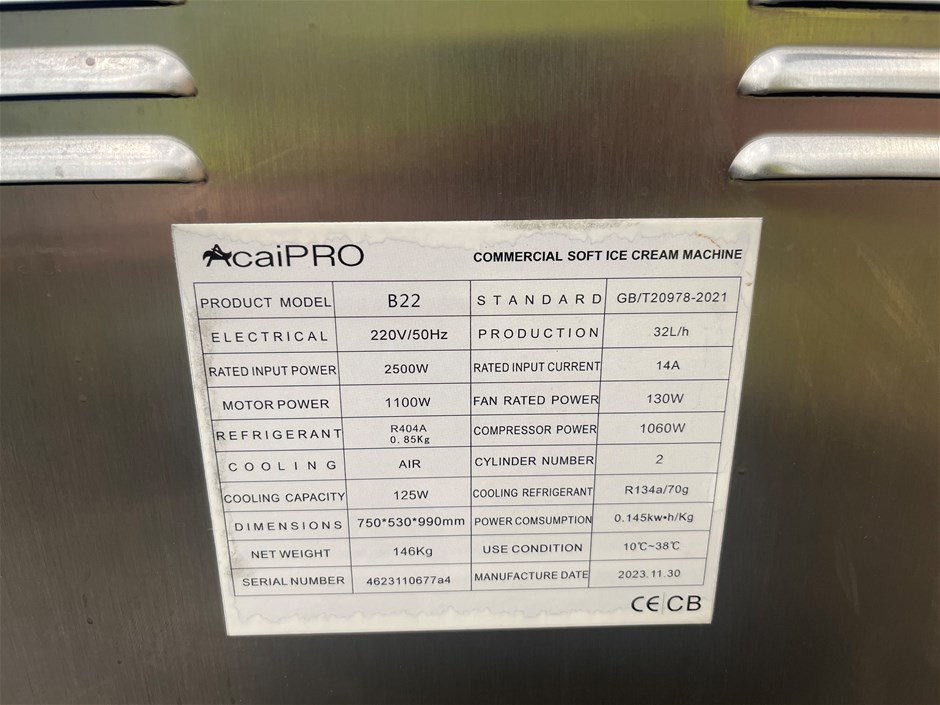 AcaiPRO COMMERCIAL SOFT ICE CREAM MACHINE
PRODUCT MODEL B22 STANDARD GB/T20978-2021
ELECTRICAL 220V/50Hz PRODUCTION 32L/h
RATED INPUT POWER 2500W RATED INPUT CURRENT 14A
MOTOR POWER 1100W FAN RATED POWER 130W
REFRIGERANT R404A 0.85Kg COMPRESSOR POWER 1060W
COOLING AIR CYLINDER NUMBER 2
COOLING CAPACITY 125W COOLING REFRIGERANT R134a/70g
DIMENSIONS 750*530*990mm POWER COMSUMPTION 0.145kw•h/Kg
NET WEIGHT 146Kg USE CONDITION 10℃~38℃
SERIAL NUMBER 4623110677a4 MANUFACTURE DATE 2023.11.30
CE CB